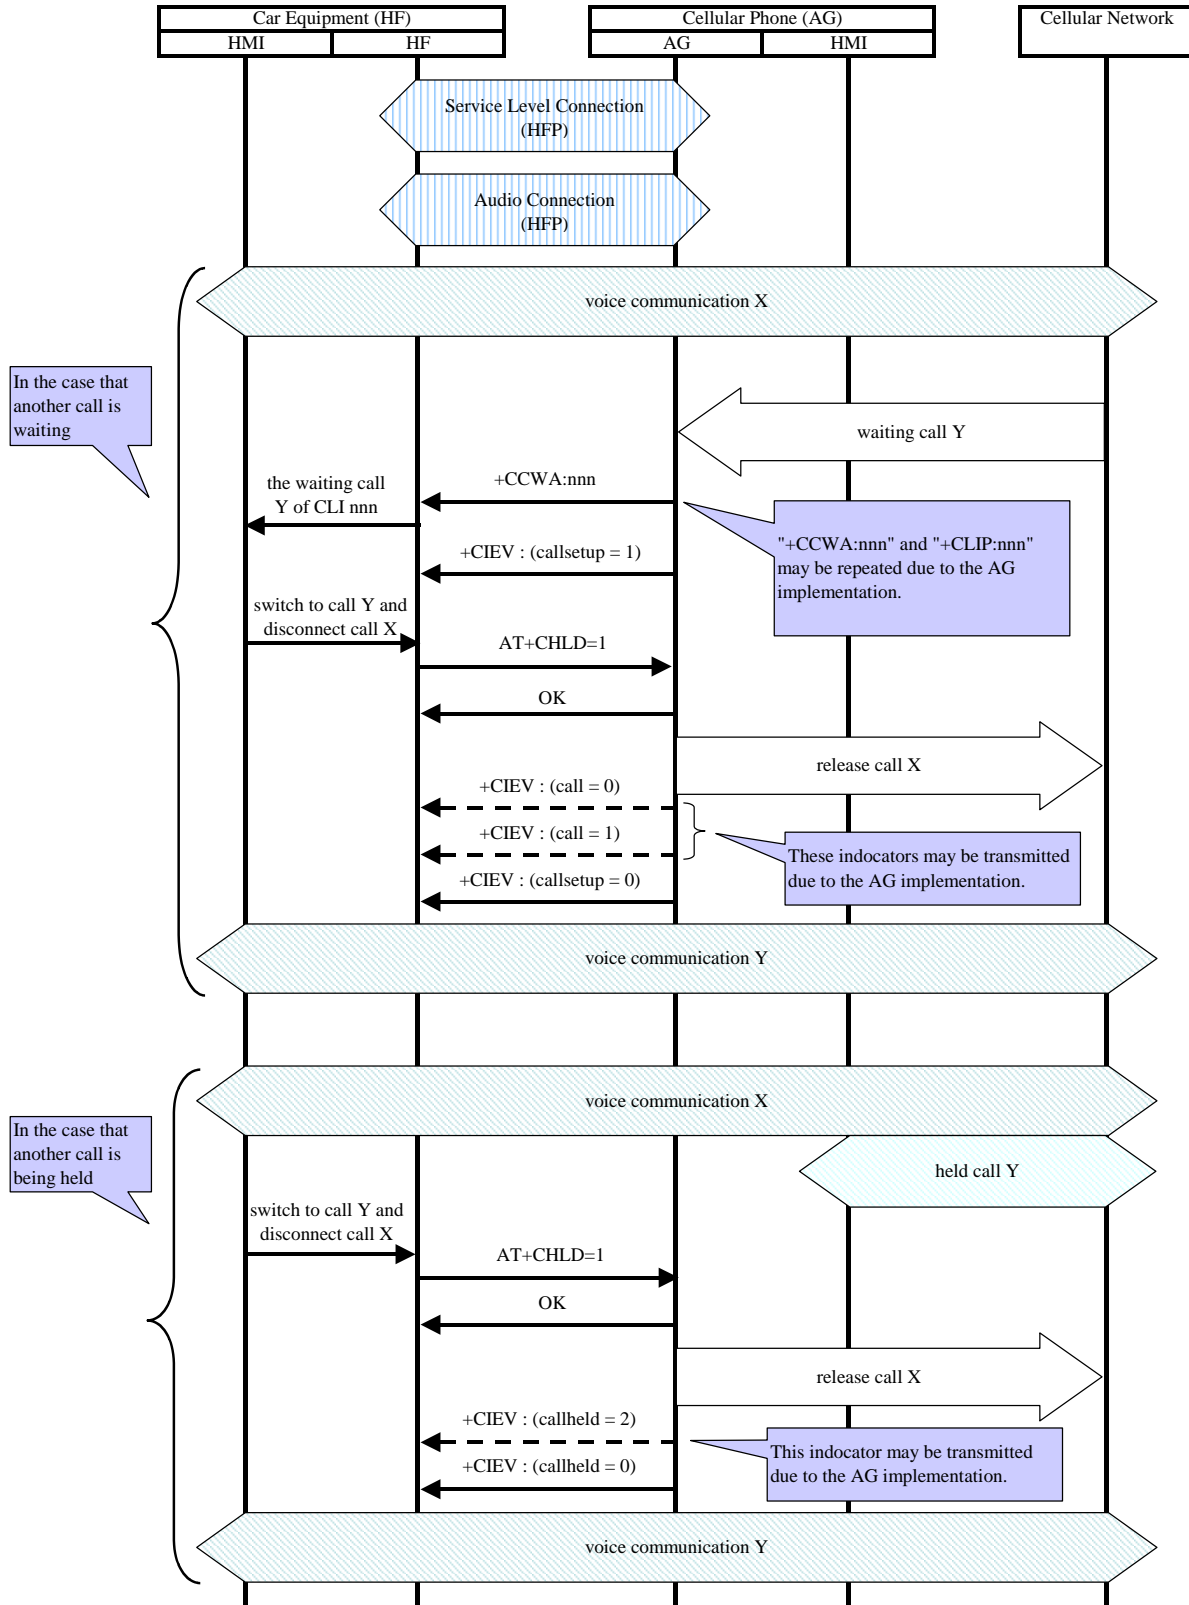 Car Equipment (HF)
Cellular Phone (AG)
Cellular Network
HMI
HF
AG
HMI
Service Level Connection
(HFP)
Audio Connection
(HFP)
voice communication X
In the case that
another call is
waiting
waiting call Y
+CCWA:nnn
the waiting call
Y of CLI nnn
"+CCWA:nnn" and "+CLIP:nnn"
may be repeated due to the AG
implementation.
+CIEV : (callsetup = 1)
switch to call Y and
disconnect call X
AT+CHLD=1
OK
release call X
+CIEV : (call = 0)
+CIEV : (call = 1)
These indocators may be transmitted
due to the AG implementation.
+CIEV : (callsetup = 0)
voice communication Y
voice communication X
In the case that
another call is
being held
held call Y
switch to call Y and
disconnect call X
AT+CHLD=1
OK
release call X
+CIEV : (callheld = 2)
This indocator may be transmitted
due to the AG implementation.
+CIEV : (callheld = 0)
voice communication Y